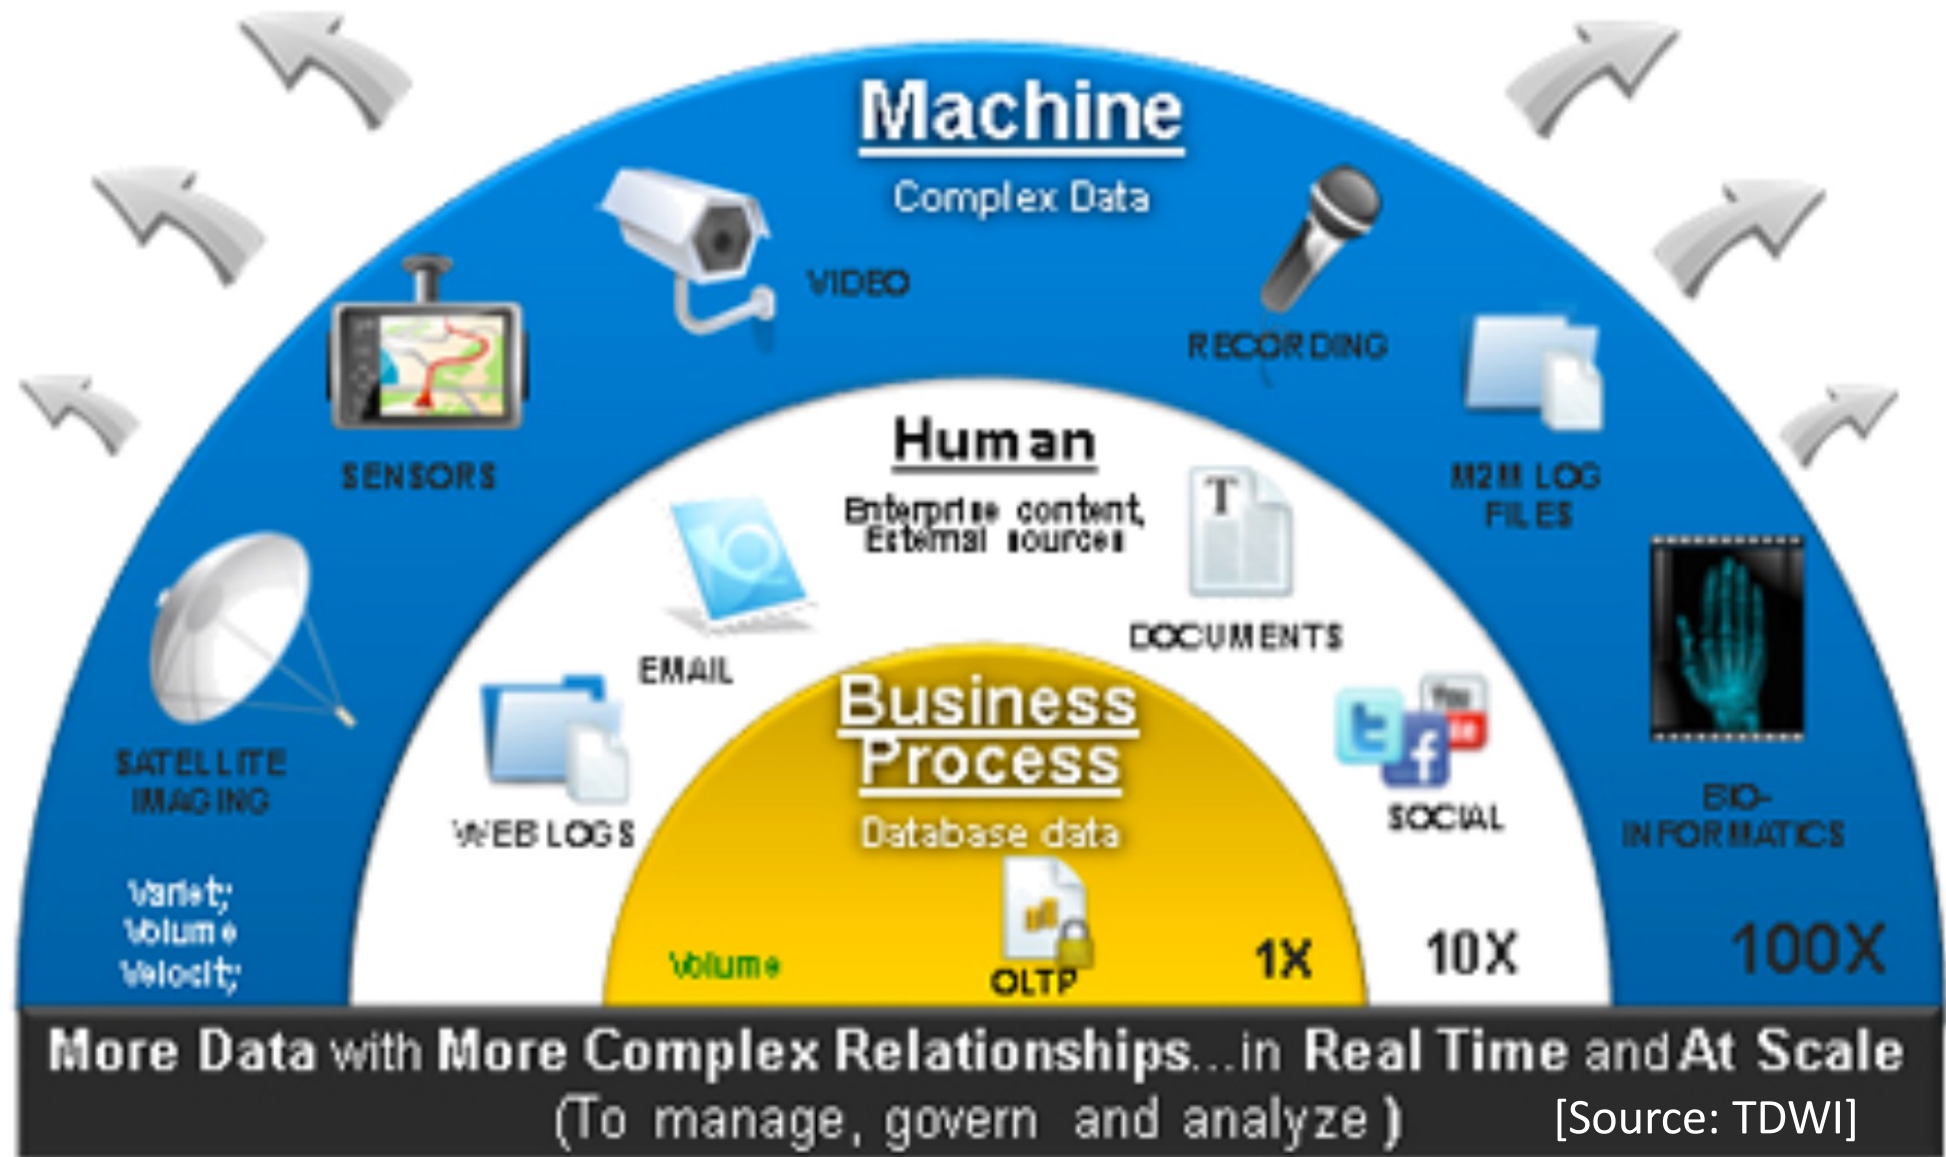 Machine
Complex Data
VIDEO
RECORDING
SENSORS
M2M LOG
FILES
Human
Enterprise content,
External sources
T
DOCUMENTS
EMAIL
SATELLITE
IMAGING
WEB LOGS
Business
Process
Database data
You
t
f
SOCIAL
BIO-
INFORMATICS
Variety
Volume
Velocity
Volume
OLTP
1X
10X
100X
More Data with More Complex Relationships...in Real Time and At Scale
(To manage, govern and analyze)
[Source: TDWI]